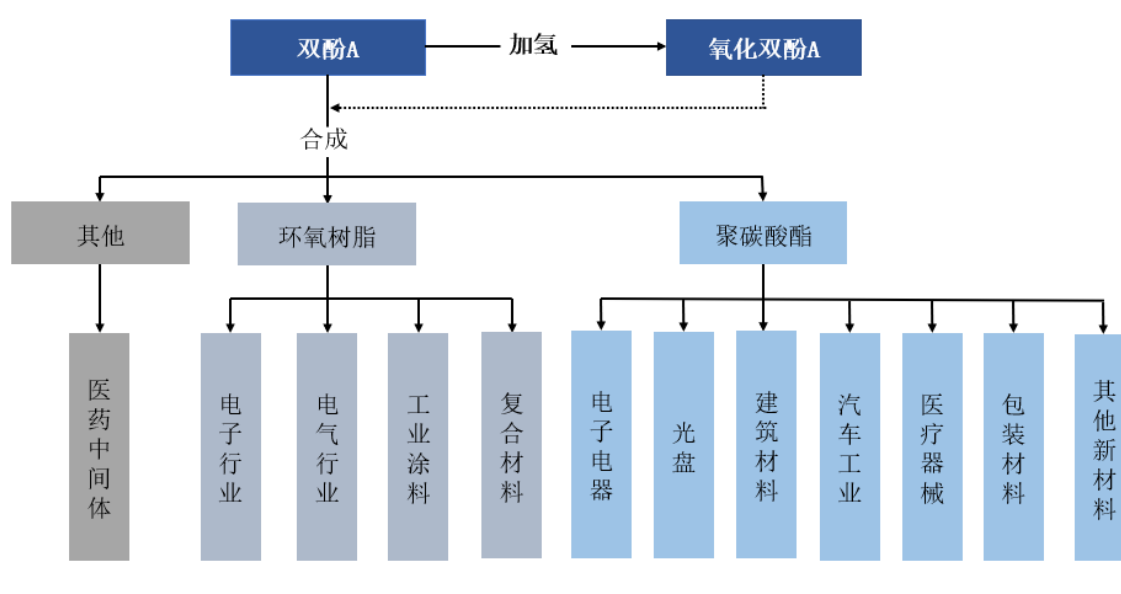 双酚A
加氢
氧化双酚A
合成
其他
环氧树脂
聚碳酸酯
医药中间体
电子行业
电气行业
工业涂料
复合材料
电子电器
光盘
建筑材料
汽车工业
医疗器械
包装材料
其他新材料